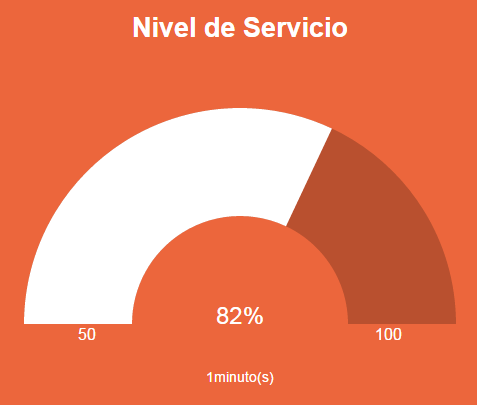 Nivel de Servicio
82%
50
100
1minuto(s)